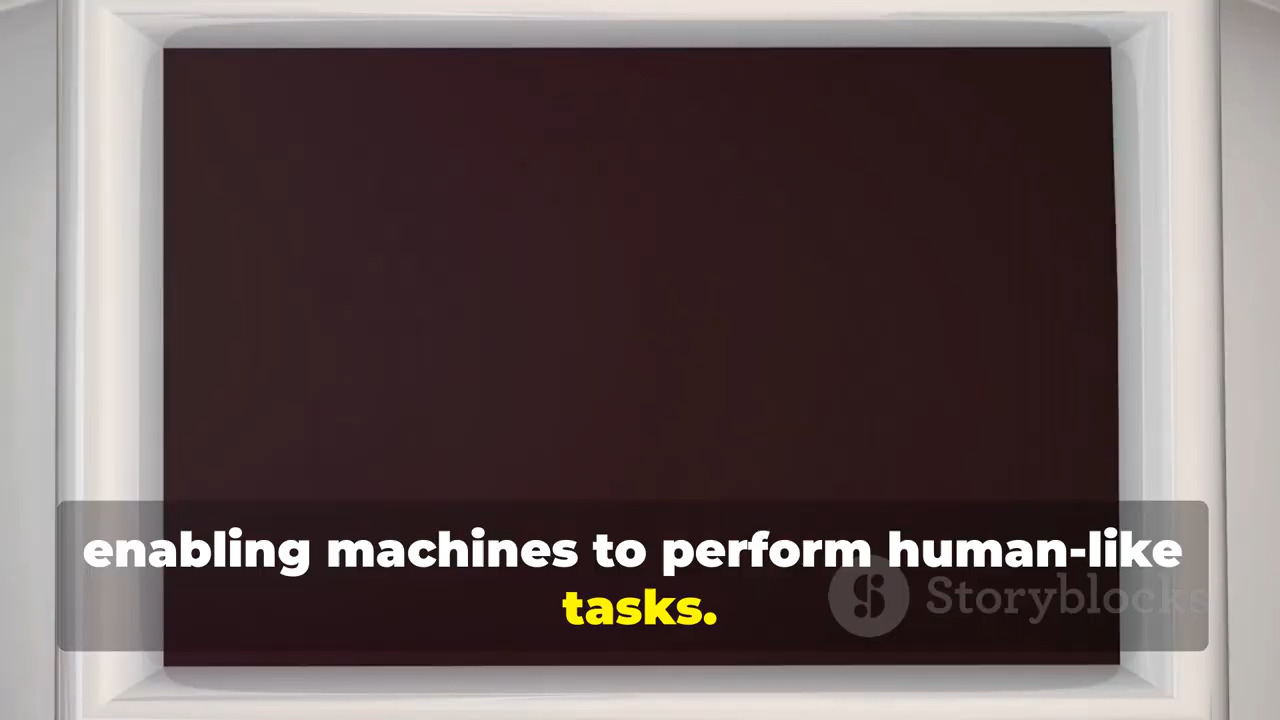 enabling machines to perform human-like
tasks.
Storyblocks